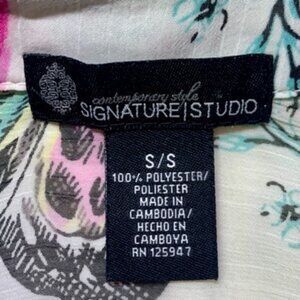 contemporary style
SIGNATURE|STUDIO
S/S
100% POLYESTER/
POLIESTER
MADE IN
CAMBODIA/
HECHO EN
CAMBOYA
RN 125947